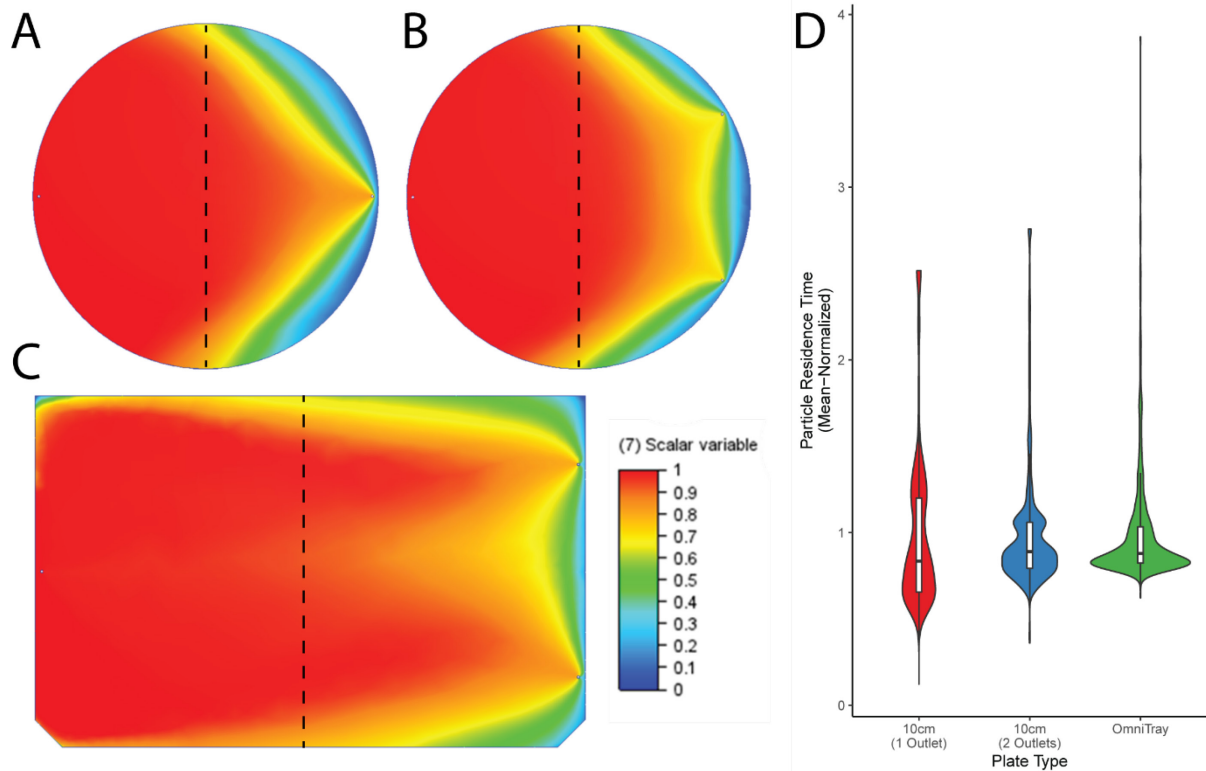 A
B
C
(7) Scalar variable
1
0.9
0.8
0.7
0.6
0.5
0.4
0.3
0.2
0.1
0
D
Particle Residence Time
(Mean−Normalized)
4
3
2
1
0
10cm
(1 Outlet)
10cm
(2 Outlets)
OmniTray
Plate Type